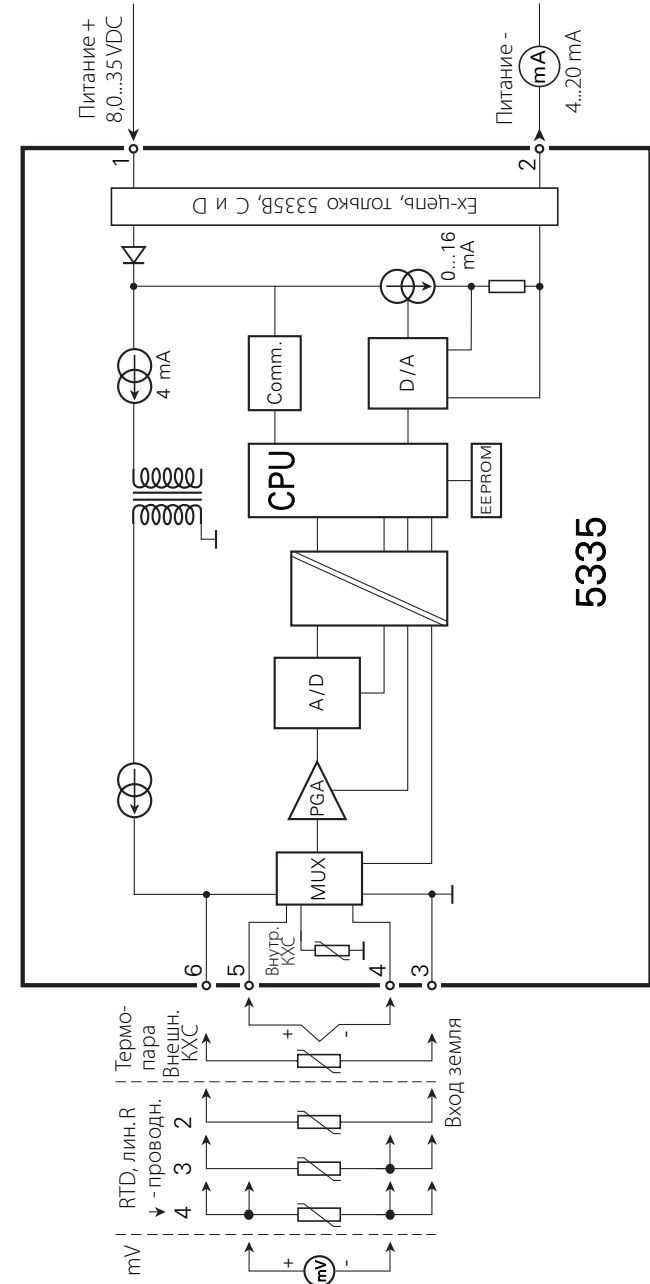 mV
RTD, лин.R
↓ - проводн.
4 3 2
Термо-
пара
Внешн.
КХС
+
-
mV
+
-
Вход земля
6
5
4
3
Внутр.
КХС
MUX
PGA
A/D
CPU
EEPROM
Comm.
D/A
4 mA
0...16
mA
Ex-цепь, только 5335B, C и D
1
2
Питание +
8,0...35 VDC
Питание -
mA
4...20 mA
5335